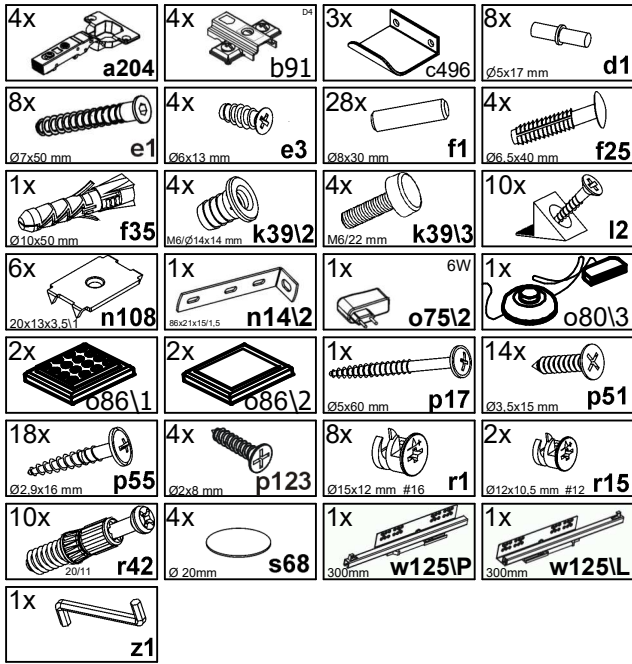 4x
a204
4x
D4
b91
3x
c496
8x
Ø5x17 mm
d1
8x
Ø7x50 mm
e1
4x
Ø6x13 mm
e3
28x
Ø8x30 mm
f1
4x
Ø6,5x40 mm
f25
1x
Ø10x50 mm
f35
4x
M6/Ø14x14 mm
k39\2
4x
M6/22 mm
k39\3
10x
l2
6x
20x13x3,5\1
n108
1x
86x21x15/1,5
n14\2
1x
6W
o75\2
1x
o80\3
2x
o86\1
2x
o86\2
1x
Ø5x60 mm
p17
14x
Ø3,5x15 mm
p51
18x
Ø2,9x16 mm
p55
4x
Ø2x8 mm
p123
8x
Ø15x12 mm #16
r1
2x
Ø12x10,5 mm #12
r15
10x
20/11
r42
4x
Ø 20mm
s68
1x
300mm
w125\P
1x
300mm
w125\L
1x
z1